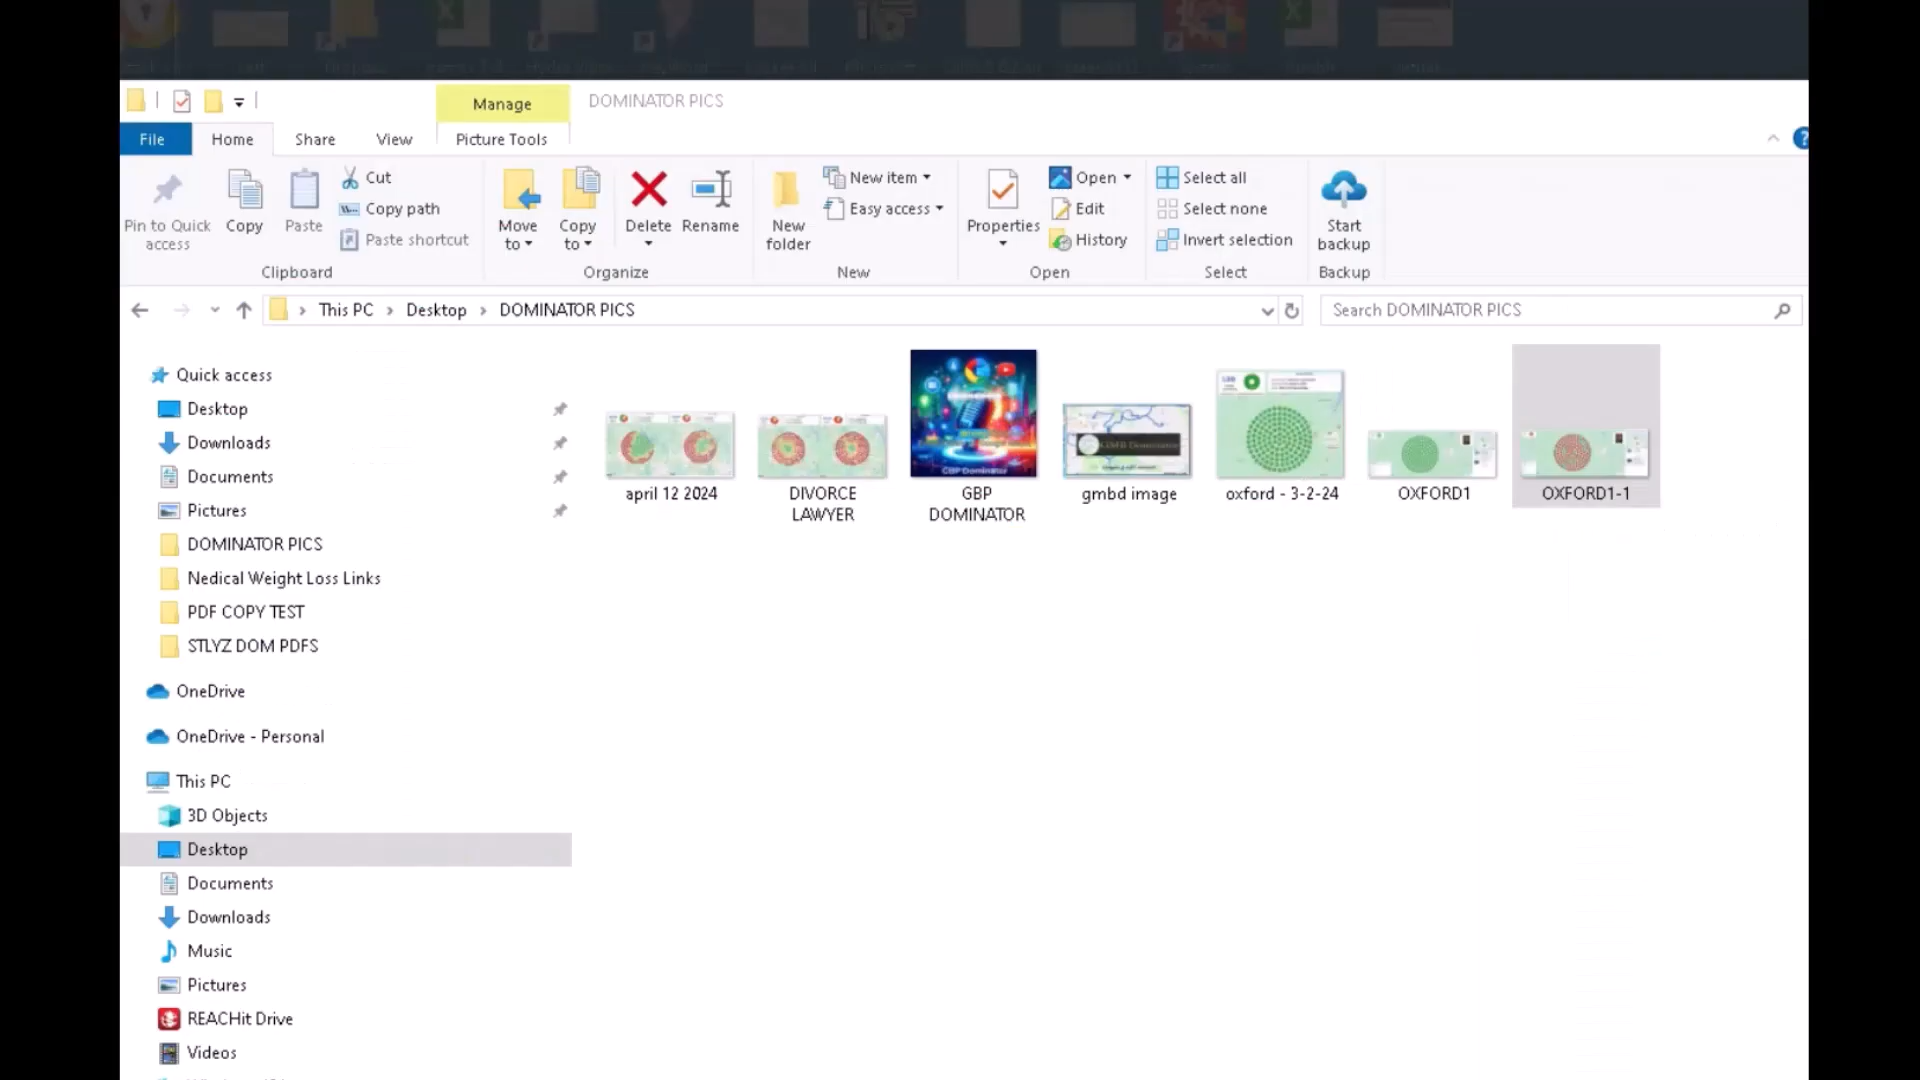 Manage
DOMINATOR PICS
File
Home
Share
View
Picture Tools
Pin to Quick access
Copy
Paste
Cut
Copy path
Paste shortcut
Clipboard
Move to
Copy to
Delete
Rename
Organize
New folder
New item
Easy access
New
Properties
Open
Edit
History
Open
Select all
Select none
Invert selection
Select
Start backup
Backup
This PC
Desktop
DOMINATOR PICS
Search DOMINATOR PICS
Quick access
Desktop
Downloads
Documents
Pictures
DOMINATOR PICS
Nedical Weight Loss Links
PDF COPY TEST
STLYZ DOM PDFS
OneDrive
OneDrive - Personal
This PC
3D Objects
Desktop
Documents
Downloads
Music
Pictures
REACHit Drive
Videos
april 12 2024
DIVORCE
LAWYER
GBP Dominator
GBP
DOMINATOR
gmbd image
oxford - 3-2-24
OXFORD1
OXFORD1-1